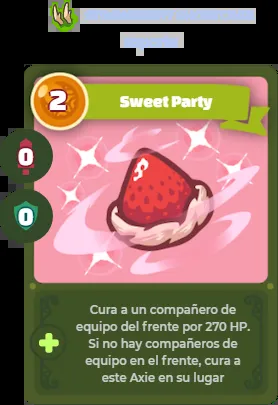 2
Sweet Party
0
0
Cura a un compañero de
equipo del frente por 270 HP.
Si no hay compañeros de
equipo en el frente, cura a
este Axie en su lugar